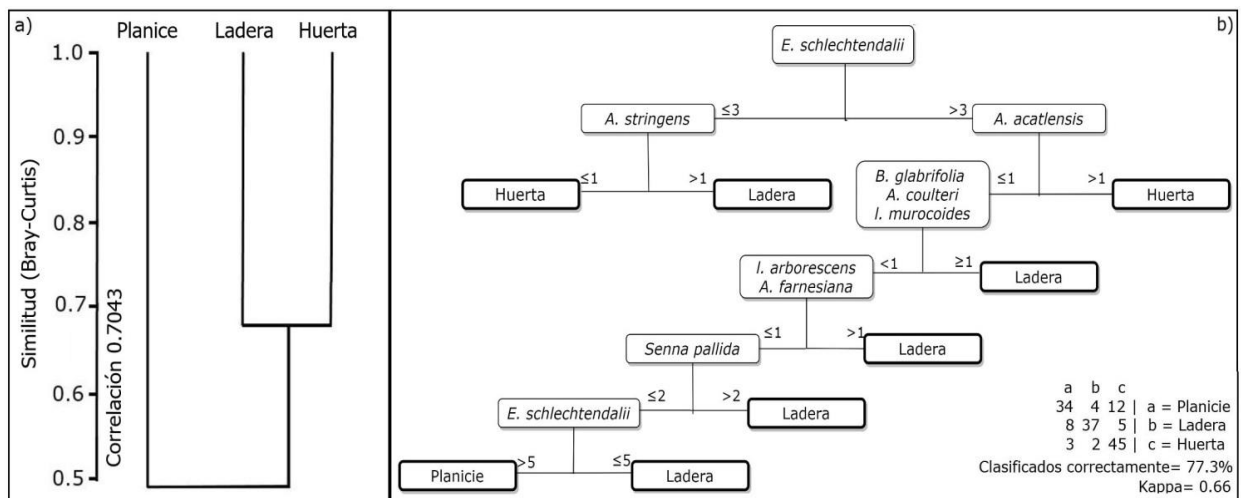 a)
Planice Ladera Huerta
1.0
0.9
0.8
0.7
0.6
0.5
Similitud (Bray-Curtis)
Correlación 0.7043
b)
E. schlechtendalii
≤3 >3
A. stringens A. acatlensis
≤1 >1 ≤1 >1
Huerta Ladera
B. glabrifolia
A. coulteri
I. murocoides
Huerta
<1 ≥1
I. arborescens
A. farnesiana
Ladera
≤1 >1
Senna pallida Ladera
≤2 >2
E. schlechtendalii Ladera
>5 ≤5
Planicie Ladera
a b c
34 4 12 | a = Planicie
8 37 5 | b = Ladera
3 2 45 | c = Huerta
Clasificados correctamente= 77.3%
Kappa= 0.66